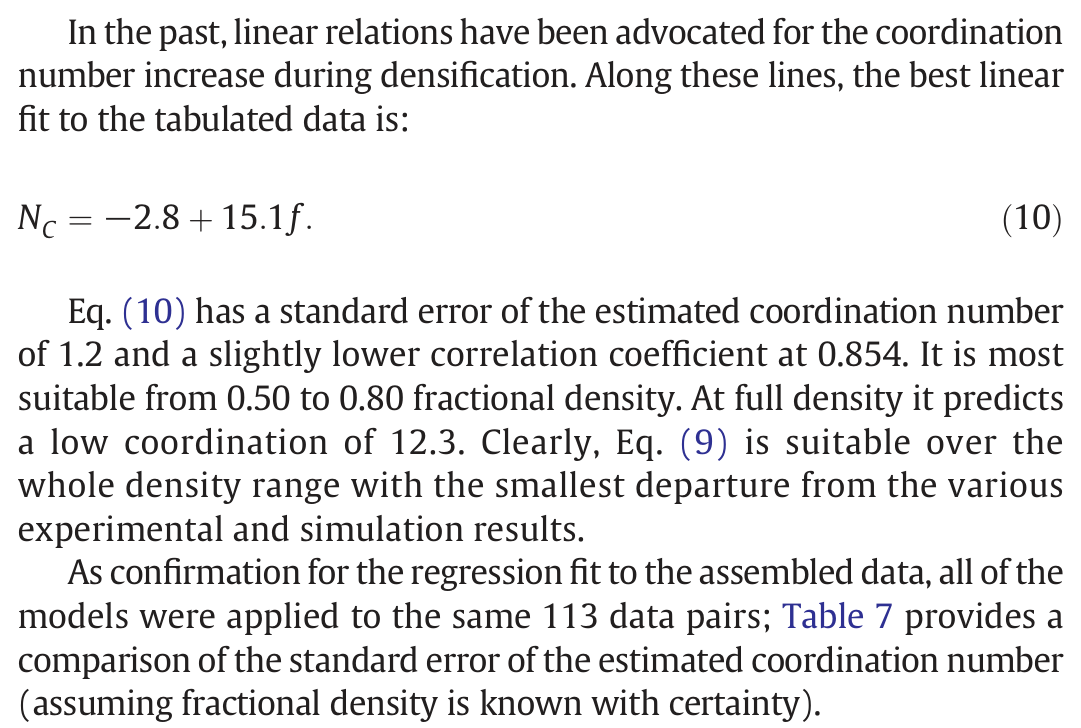 In the past, linear relations have been advocated for the coordination
number increase during densification. Along these lines, the best linear
fit to the tabulated data is:
N_C = −2.8 + 15.1f. (10)
Eq. (10) has a standard error of the estimated coordination number
of 1.2 and a slightly lower correlation coefficient at 0.854. It is most
suitable from 0.50 to 0.80 fractional density. At full density it predicts
a low coordination of 12.3. Clearly, Eq. (9) is suitable over the
whole density range with the smallest departure from the various
experimental and simulation results.
As confirmation for the regression fit to the assembled data, all of the
models were applied to the same 113 data pairs; Table 7 provides a
comparison of the standard error of the estimated coordination number
(assuming fractional density is known with certainty).